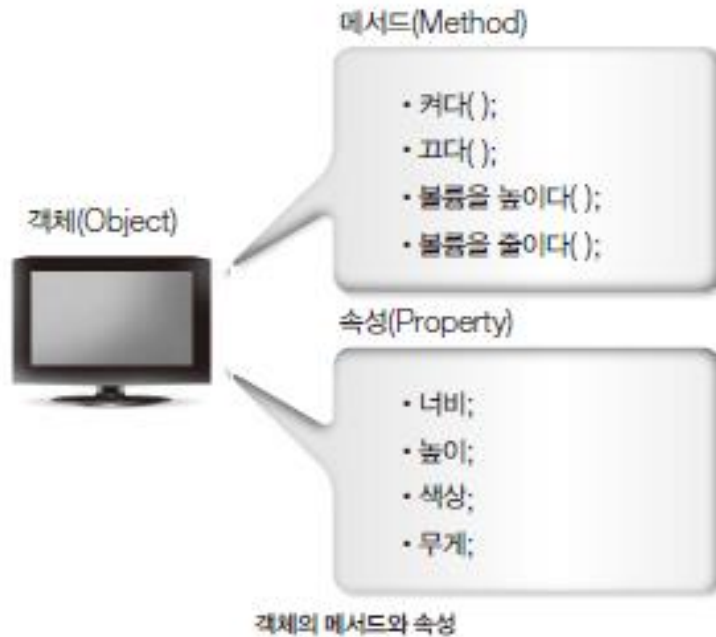 메서드(Method)
• 켜다( );
• 끄다( );
• 볼륨을 높이다( );
• 볼륨을 줄이다( );
객체(Object)
속성(Property)
• 너비;
• 높이;
• 색상;
• 무게;
객체의 메서드와 속성